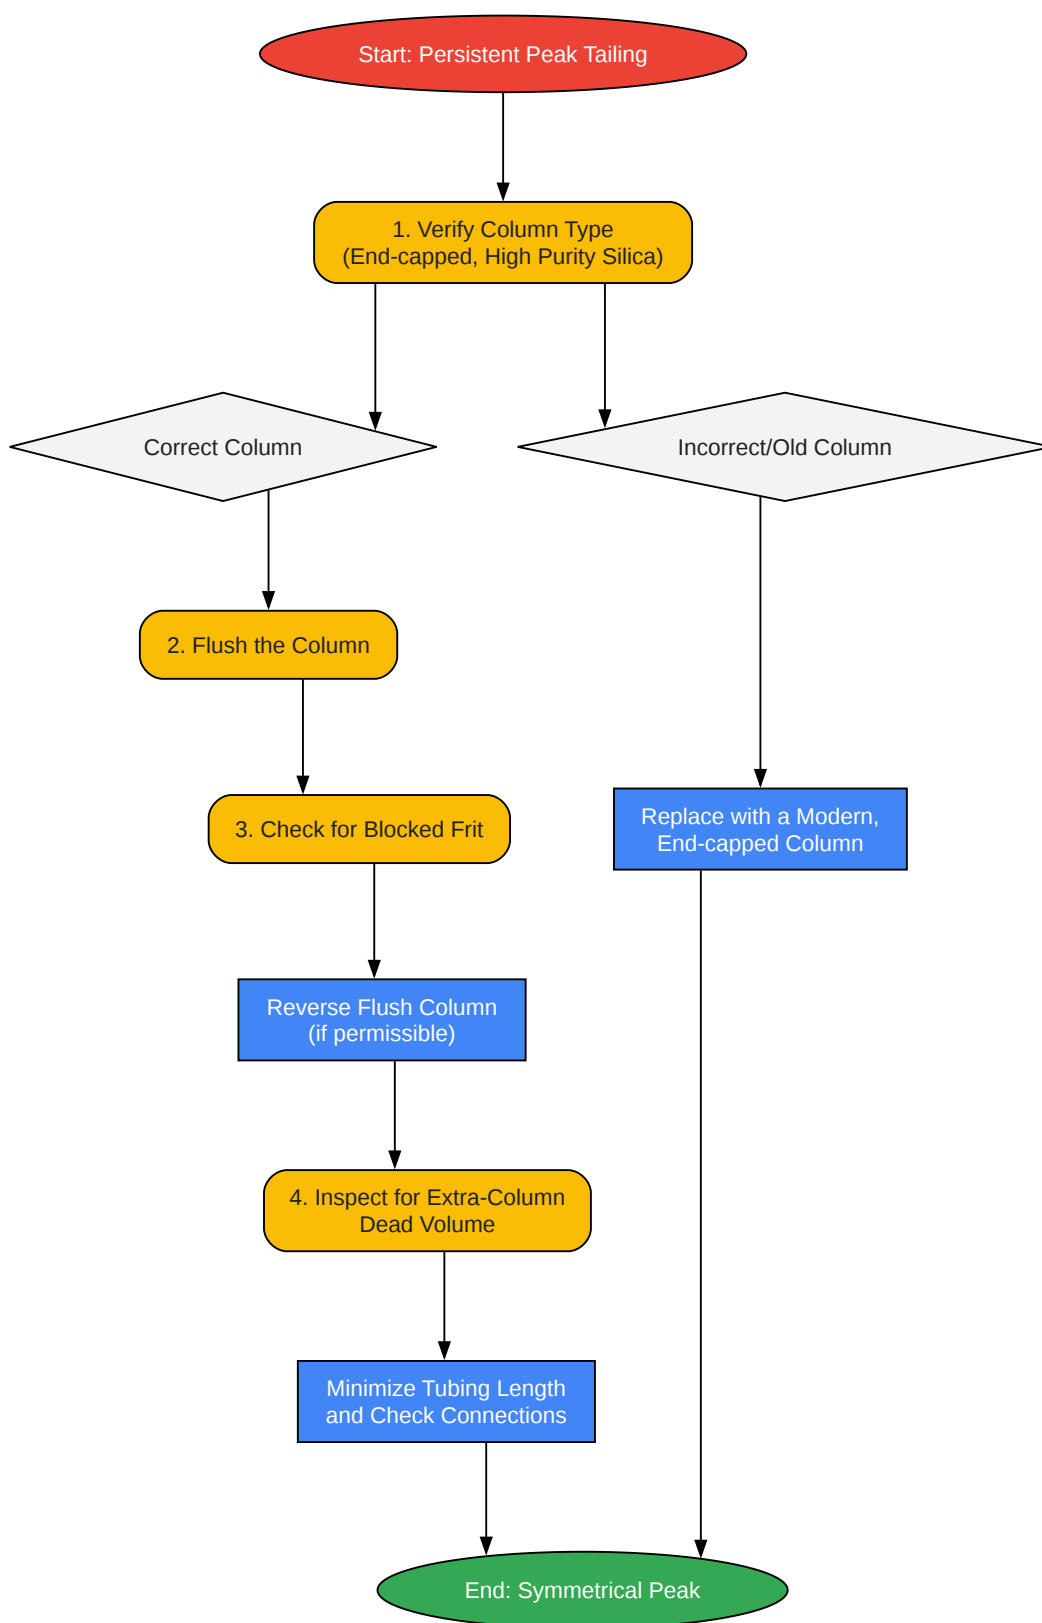 Start: Persistent Peak Tailing
1. Verify Column Type
(End-capped, High Purity Silica)
Correct Column
Incorrect/Old Column
2. Flush the Column
3. Check for Blocked Frit
Replace with a Modern,
End-capped Column
Reverse Flush Column
(if permissible)
4. Inspect for Extra-Column
Dead Volume
Minimize Tubing Length
and Check Connections
End: Symmetrical Peak